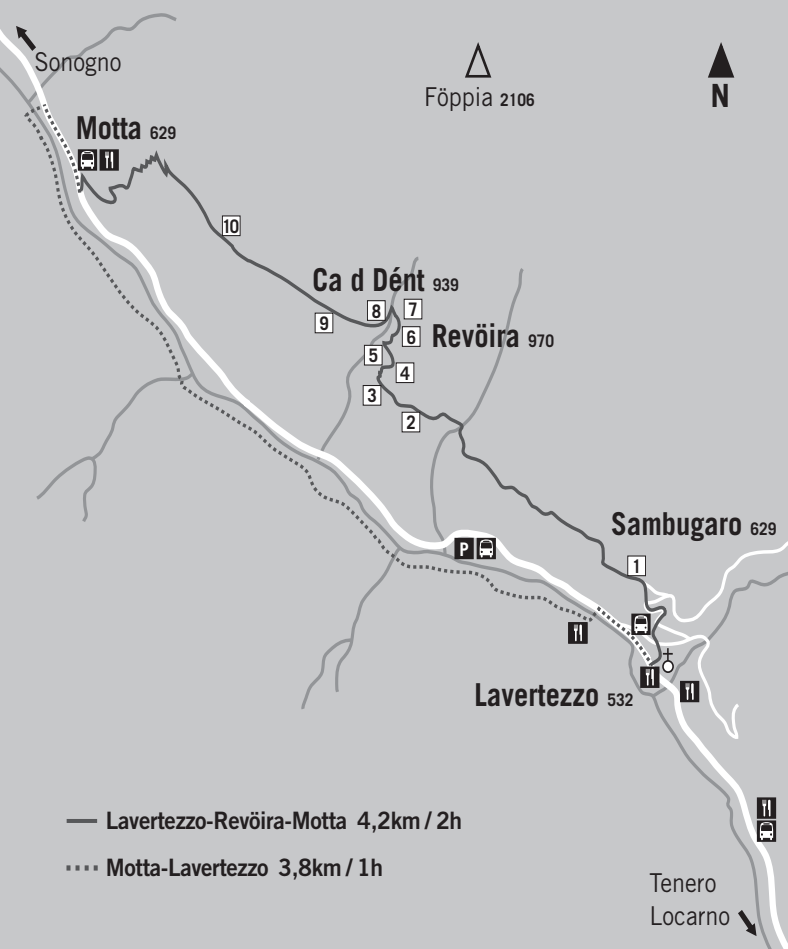 Sonogno
Föppia 2106
N
Motta 629
10
Ca d Dént 939
8
7
9
6
Revöira 970
5
4
3
2
Sambugaro 629
P
1
Lavertezzo 532
Lavertezzo-Revöira-Motta 4,2km / 2h
Motta-Lavertezzo 3,8km / 1h
Tenero
Locarno